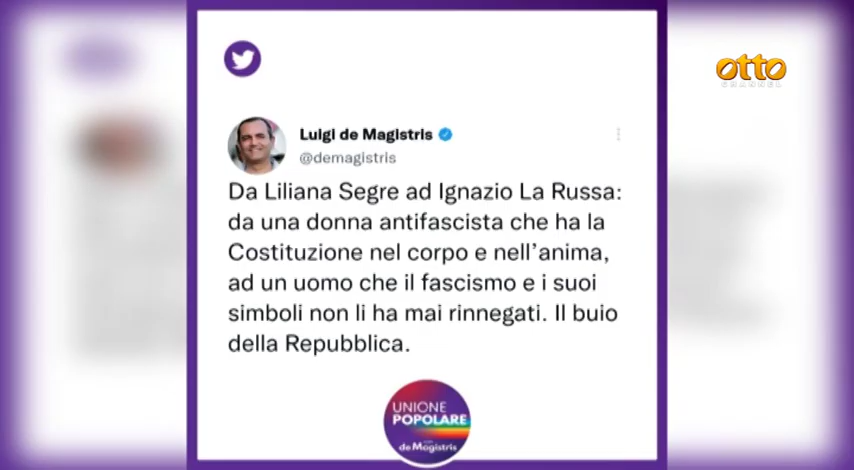 otto
CHANNEL
Luigi de Magistris
@demagistris
Da Liliana Segre ad Ignazio La Russa:
da una donna antifascista che ha la
Costituzione nel corpo e nell'anima,
ad un uomo che il fascismo e i suoi
simboli non li ha mai rinnegati. Il buio
della Repubblica.
UNIONE
POPOLARE
de Magistris